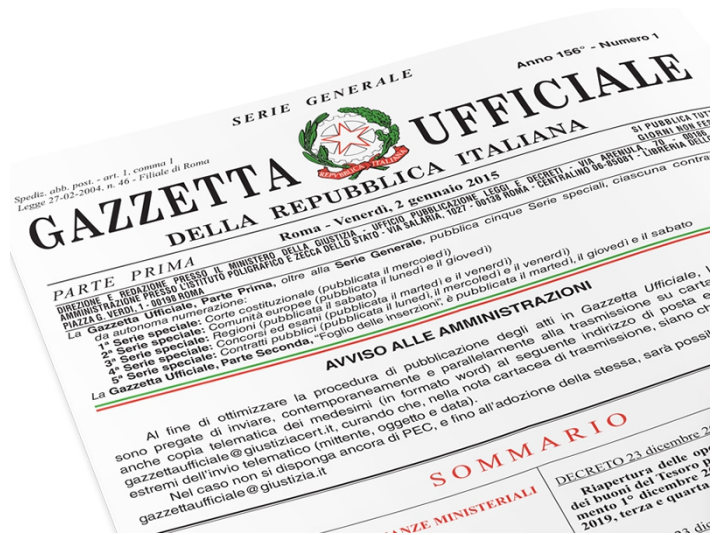 SERIE GENERALE
Anno 156° - Numero 1
Spediz. abb. post. - art. 1, comma 1
Legge 27-02-2004, n. 46 - Filiale di Roma
GAZZETTA UFFICIALE
REPVBBLICA ITALIANA
DELLA REPUBBLICA ITALIANA
PARTE PRIMA
Roma - Venerdì, 2 gennaio 2015
SI PUBBLICA TUTT
GIORNI NON FES
DIREZIONE E REDAZIONE PRESSO IL MINISTERO DELLA GIUSTIZIA - UFFICIO PUBBLICAZIONE LEGGI E DECRETI - VIA ARENULA, 70 - 00186
AMMINISTRAZIONE PRESSO L'ISTITUTO POLIGRAFICO E ZECCA DELLO STATO - VIA SALARIA, 1027 - 00138 ROMA - CENTRALINO 06-85081 - LIBRERIA DELLO
PIAZZA G. VERDI, 1 - 00198 ROMA
La Gazzetta Ufficiale, Parte Prima, oltre alla Serie Generale, pubblica cinque Serie speciali, ciascuna contra
da autonoma numerazione:
1ª Serie speciale: Corte costituzionale (pubblicata il mercoledì)
2ª Serie speciale: Comunità europee (pubblicata il lunedì e il giovedì)
3ª Serie speciale: Regioni (pubblicata il sabato)
4ª Serie speciale: Concorsi ed esami (pubblicata il martedì e il venerdì)
5ª Serie speciale: Contratti pubblici (pubblicata il lunedì, il mercoledì e il venerdì)
La Gazzetta Ufficiale, Parte Seconda, "Foglio delle inserzioni", è pubblicata il martedì, il giovedì e il sabato
AVVISO ALLE AMMINISTRAZIONI
Al fine di ottimizzare la procedura di pubblicazione degli atti in Gazzetta Ufficiale,
sono pregate di inviare, contemporaneamente e parallelamente alla trasmissione su carta
anche copia telematica dei medesimi (in formato word) al seguente indirizzo di posta e
gazzettaufficiale@giustiziacert.it, curando che, nella nota cartacea di trasmissione, siano ch
estremi dell'invio telematico (mittente, oggetto e data).
Nel caso non si disponga ancora di PEC, e fino all'adozione della stessa, sarà possib
gazzettaufficiale@giustizia.it
SOMMARIO
ANZE MINISTERIALI
DECRETO 23 dicembre 2
Riapertura delle ope
dei buoni del Tesoro p
mento 1° dicembre 2
2019, terza e quarta